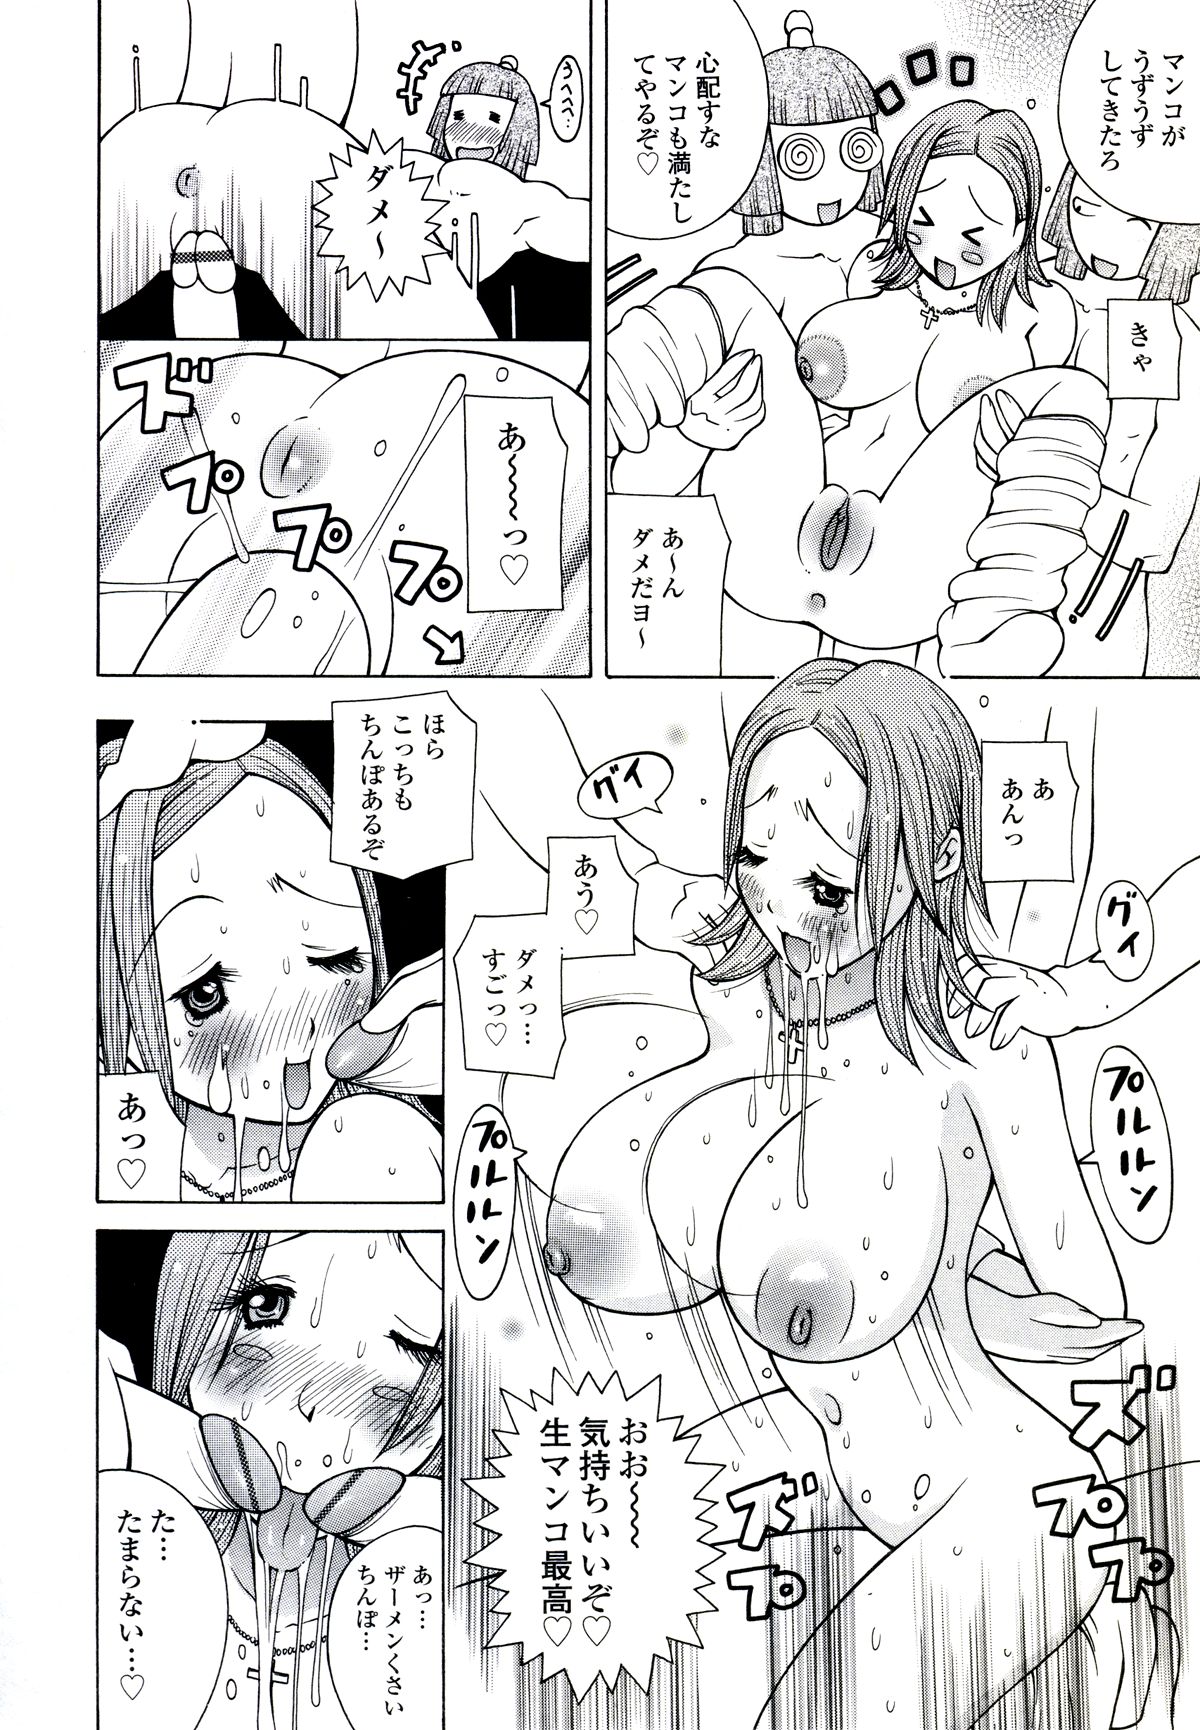 マンコが
うずうず
してきたろ
心配すな
マンコも満たし
てやるぞ♡
きゃ
あ〜ん
ダメだヨ〜
うへへへ…
ダメ〜
あ〜〜〜っ♡
ズプププ
あ
あんっ
グイ
グイ
あう♡
ダメっ…
すごっ♡
プルルン
プルルン
おお〜〜〜
気持ちいいぞ♡
生マンコ最高♡
ズププ
ズプ
ほら
こっちも
ちんぽあるぞ
あっ♡
あっ…
ザーメンくさい
ちんぽ…
た…
たまらない…♡